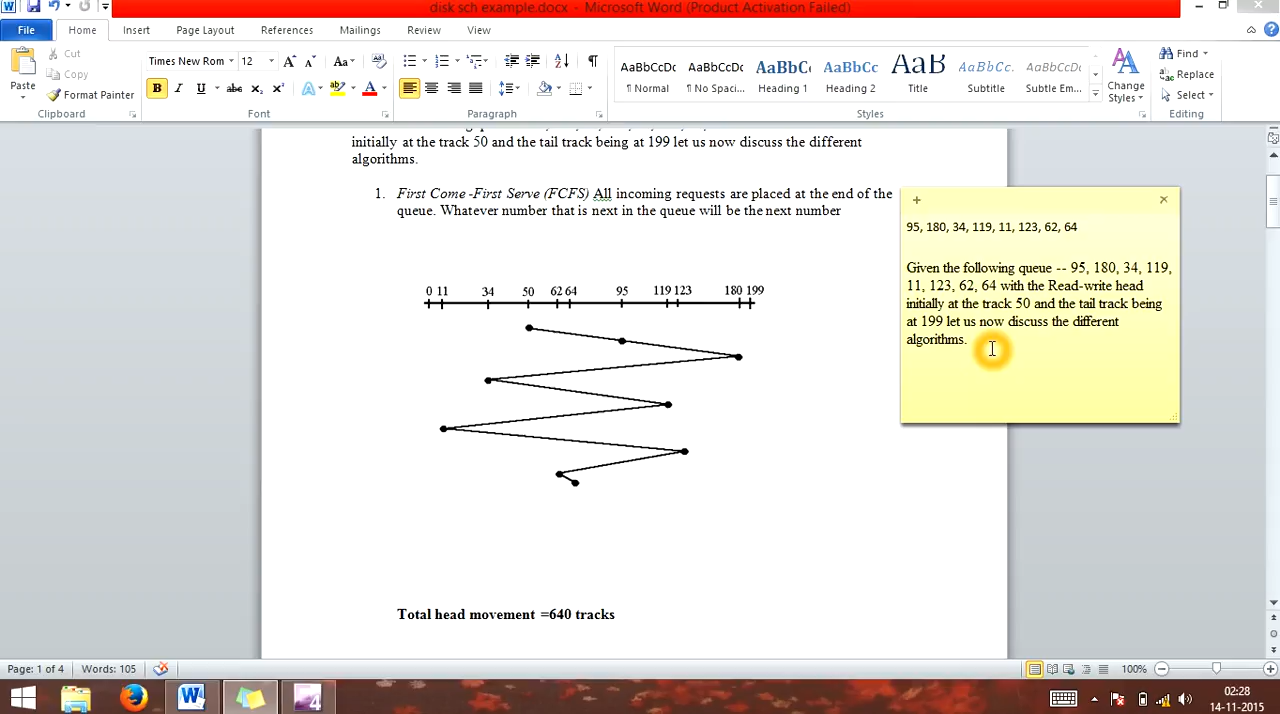 disk sch example.docx - Microsoft Word (Product Activation Failed)
File Home Insert Page Layout References Mailings Review View
Cut
Copy
Format Painter
Paste
Clipboard
Times New Rom 12
Font
Paragraph
AaBbCcDc AaBbCcDc AaBbC AaBbCc AaB AaBbCc. AaBbCcDc
¶ Normal ¶ No Spaci... Heading 1 Heading 2 Title Subtitle Subtle Em...
Change
Styles
Styles
Find
Replace
Select
Editing
initially at the track 50 and the tail track being at 199 let us now discuss the different
algorithms.
1. First Come -First Serve (FCFS) All incoming requests are placed at the end of the
queue. Whatever number that is next in the queue will be the next number
0 11 34 50 62 64 95 119 123 180 199
Total head movement =640 tracks
95, 180, 34, 119, 11, 123, 62, 64
Given the following queue -- 95, 180, 34, 119,
11, 123, 62, 64 with the Read-write head
initially at the track 50 and the tail track being
at 199 let us now discuss the different
algorithms.
Page: 1 of 4 Words: 105 100%
02:28
14-11-2015